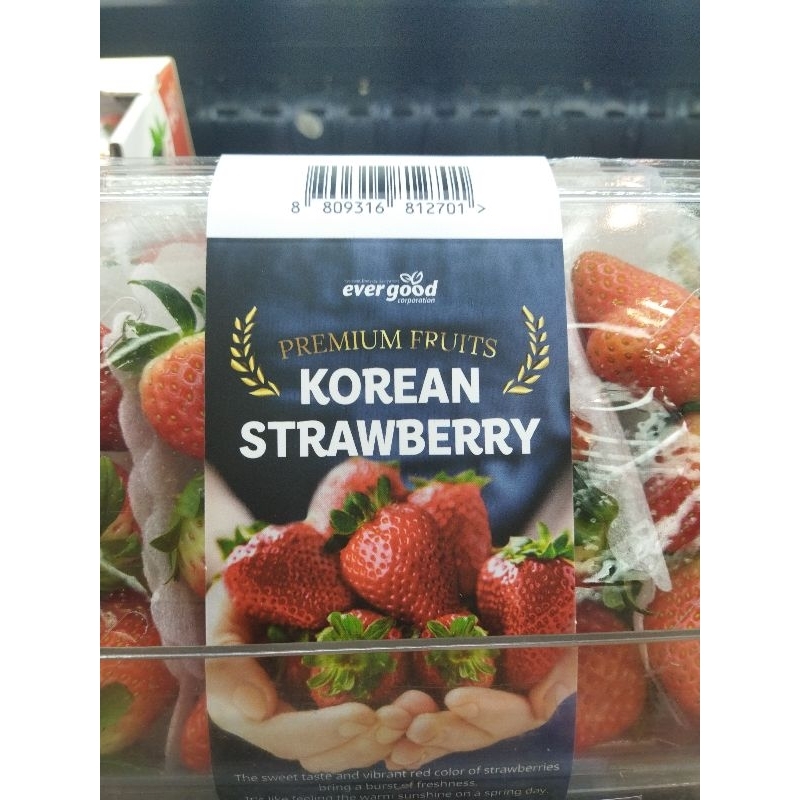 8 809316 812701 >
ever good
corporation
PREMIUM FRUITS
KOREAN
STRAWBERRY
The sweet taste and vibrant red color of strawberries
bring a burst of freshness.
It's like feeling the warm sunshine on a spring day.